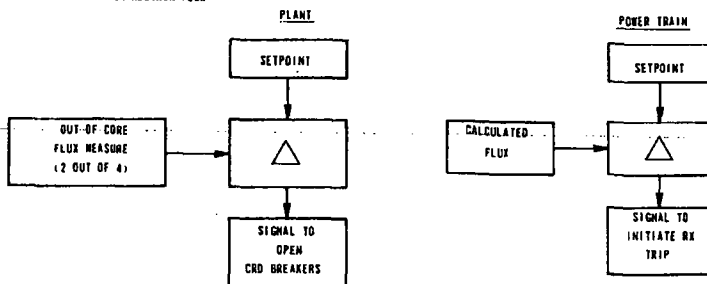 PLANT
POWER TRAIN
SETPOINT
SETPOINT
OUT-OF-CORE
FLUX MEASURE
(2 OUT OF 4)
CALCULATED
FLUX
SIGNAL TO
OPEN
CRD BREAKERS
SIGNAL TO
INITIATE RX
TRIP